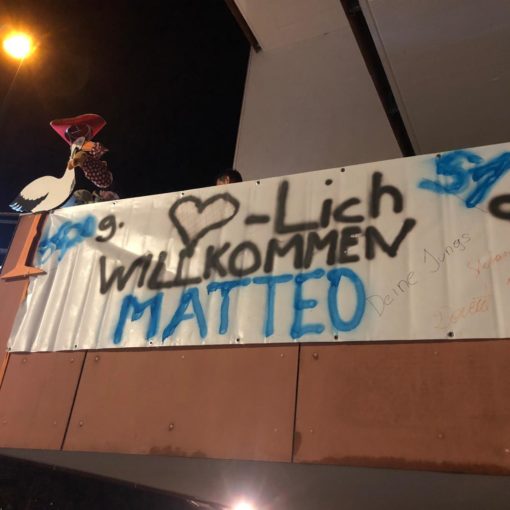 ♥-Lich
WILLKOMMEN
MATTEO
Deine Jungs